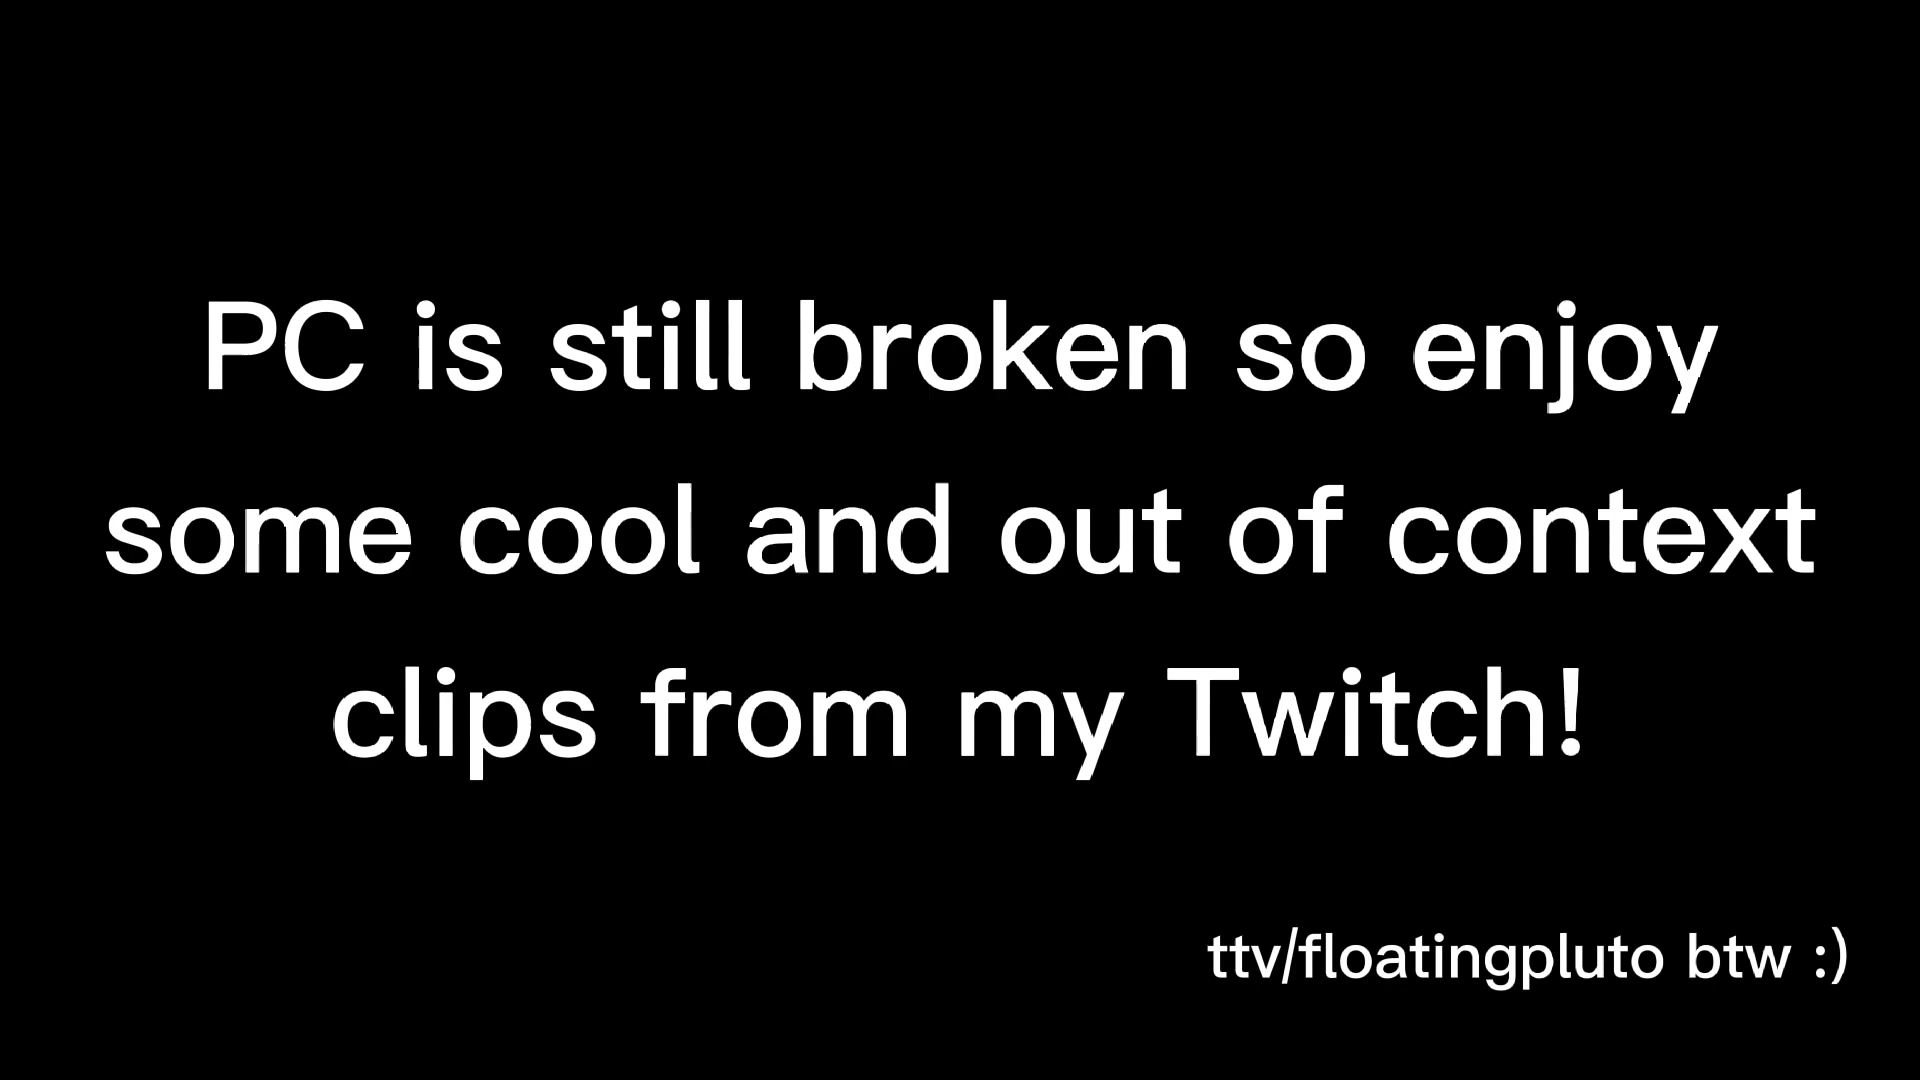 PC is still broken so enjoy
some cool and out of context
clips from my Twitch!
ttv/floatingpluto btw :)